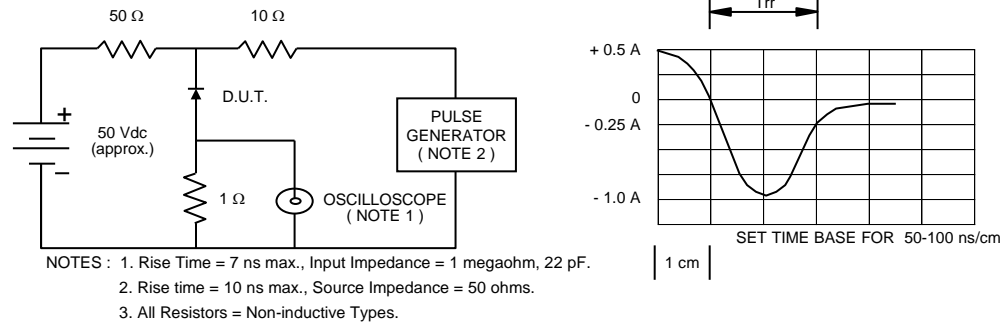 50 Ω
10 Ω
D.U.T.
+
50 Vdc
(approx.)
−
1 Ω
OSCILLOSCOPE
( NOTE 1 )
PULSE
GENERATOR
( NOTE 2 )
Trr
+ 0.5 A
0
- 0.25 A
- 1.0 A
SET TIME BASE FOR 50-100 ns/cm
1 cm
NOTES : 1. Rise Time = 7 ns max., Input Impedance = 1 megaohm, 22 pF.
2. Rise time = 10 ns max., Source Impedance = 50 ohms.
3. All Resistors = Non-inductive Types.